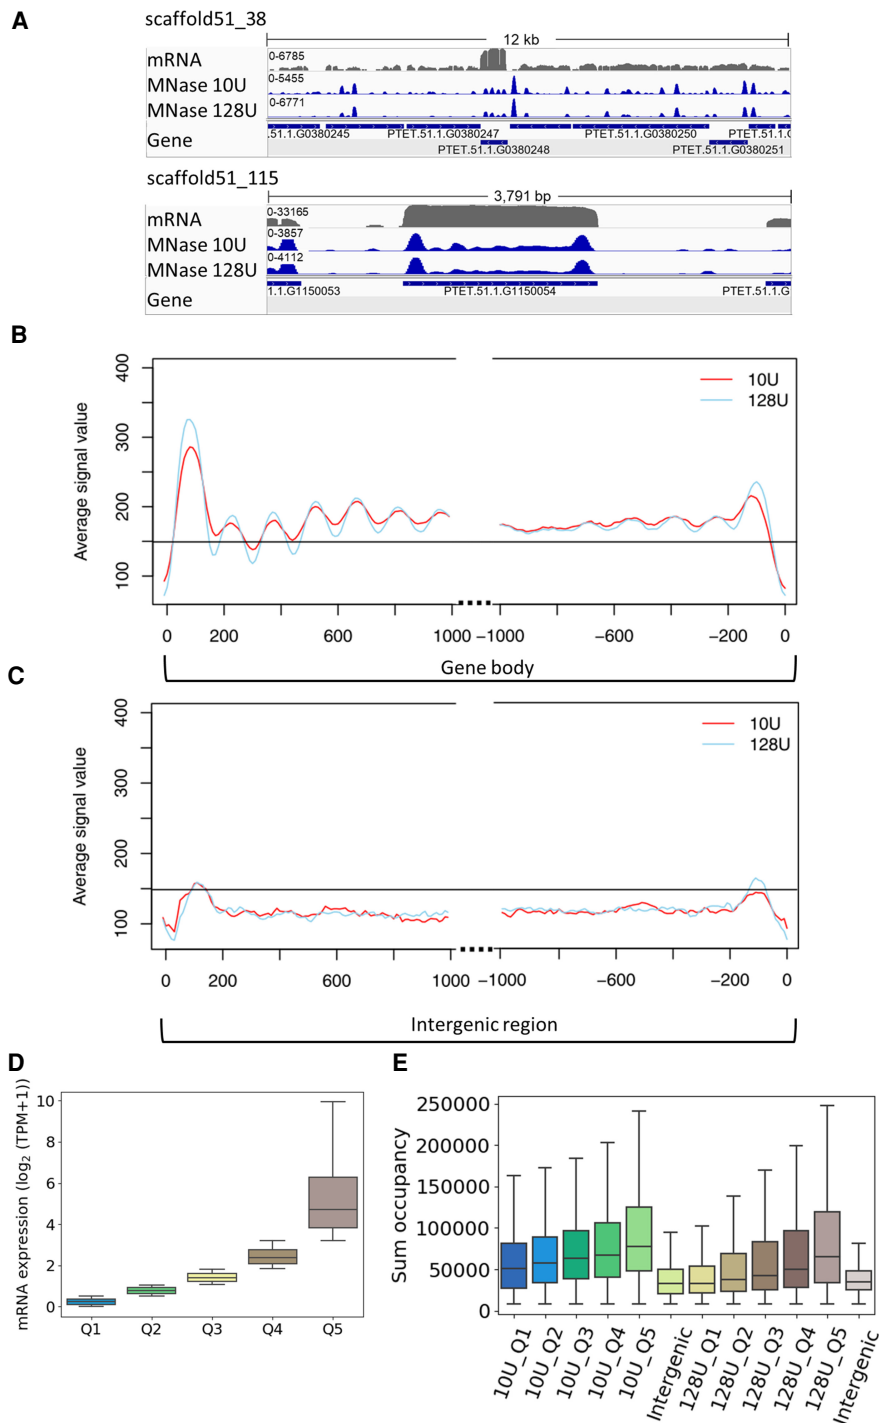 A
scaffold51_38
12 kb
mRNA
0-6785
MNase 10U
0-5455
MNase 128U
0-6771
Gene
.51.1.G0380245
PTET.51.1.G0380247
PTET.51.1.G0380250
PTET.51.1.G0380248
PTET.51.1.G0380251
scaffold51_115
3,791 bp
mRNA
0-33165
MNase 10U
0-3857
MNase 128U
0-4112
Gene
1.1.G1150053
PTET.51.1.G1150054
PTET.51.1.G
B
Average signal value
400
300
200
100
10U
128U
0 200 600 1000 −1000 −600 −200 0
Gene body
C
Average signal value
400
300
200
100
10U
128U
0 200 600 1000 −1000 −600 −200 0
Intergenic region
D
mRNA expression (log2 (TPM+1))
10
8
6
4
2
0
Q1 Q2 Q3 Q4 Q5
E
Sum occupancy
250000
200000
150000
100000
50000
0
10U_Q1
10U_Q2
10U_Q3
10U_Q4
10U_Q5
Intergenic
128U_Q1
128U_Q2
128U_Q3
128U_Q4
128U_Q5
Intergenic